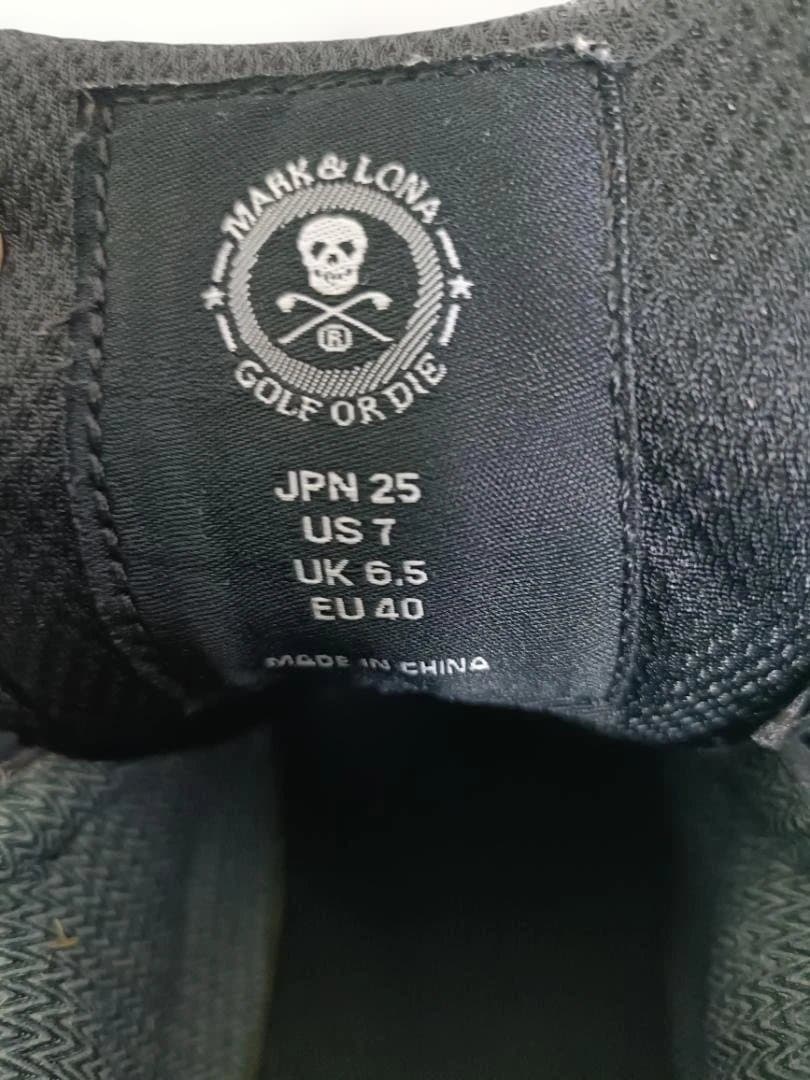 MARK & LONA
®
GOLF OR DIE
JPN 25
US 7
UK 6.5
EU 40
MADE IN CHINA